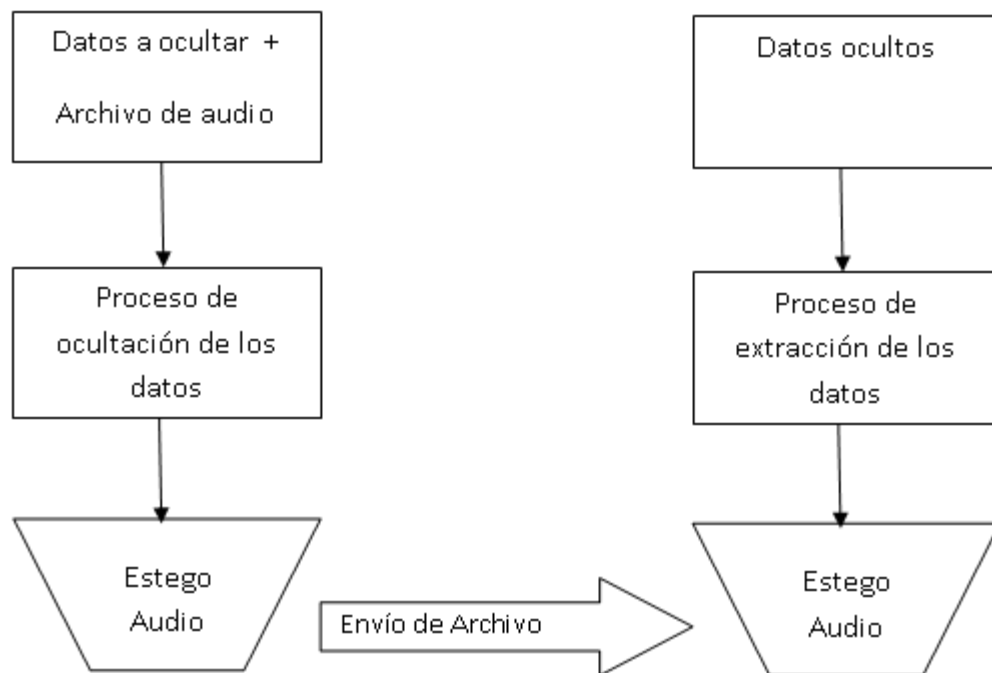 Datos a ocultar +
Archivo de audio
Proceso de
ocultación de los
datos
Estego
Audio
Envío de Archivo
Datos ocultos
Proceso de
extracción de los
datos
Estego
Audio